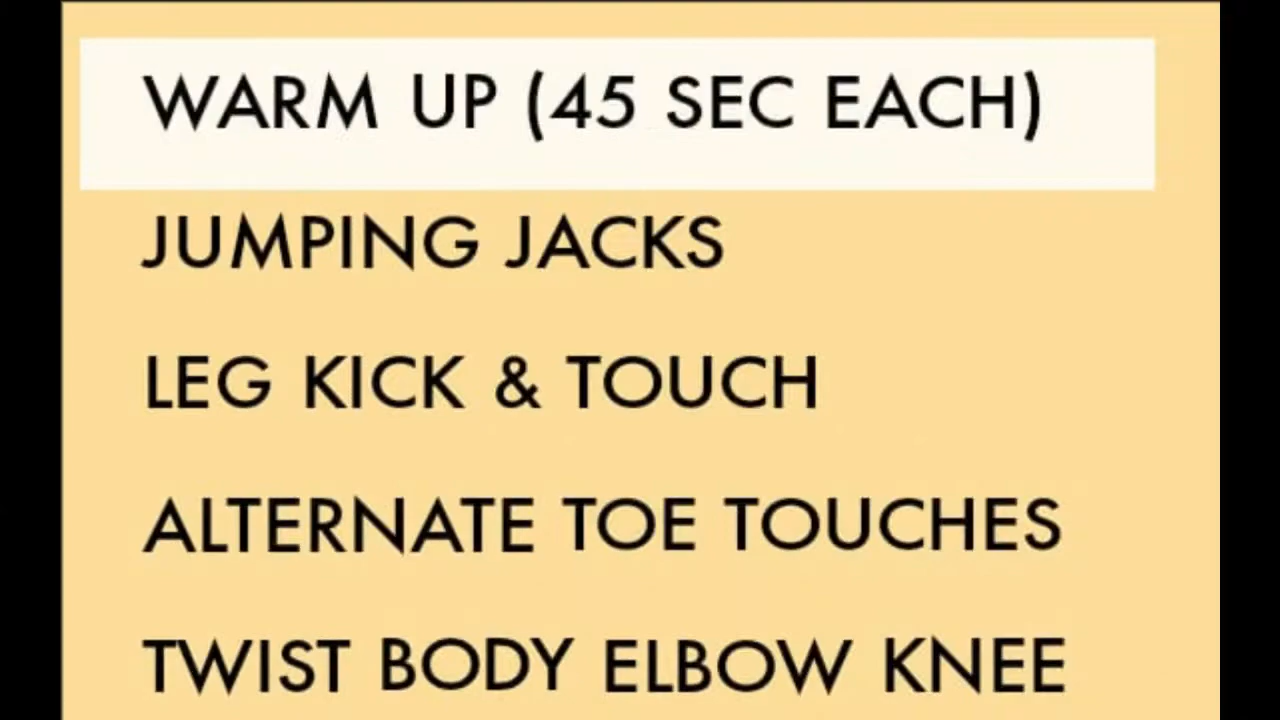 WARM UP (45 SEC EACH)
JUMPING JACKS
LEG KICK & TOUCH
ALTERNATE TOE TOUCHES
TWIST BODY ELBOW KNEE